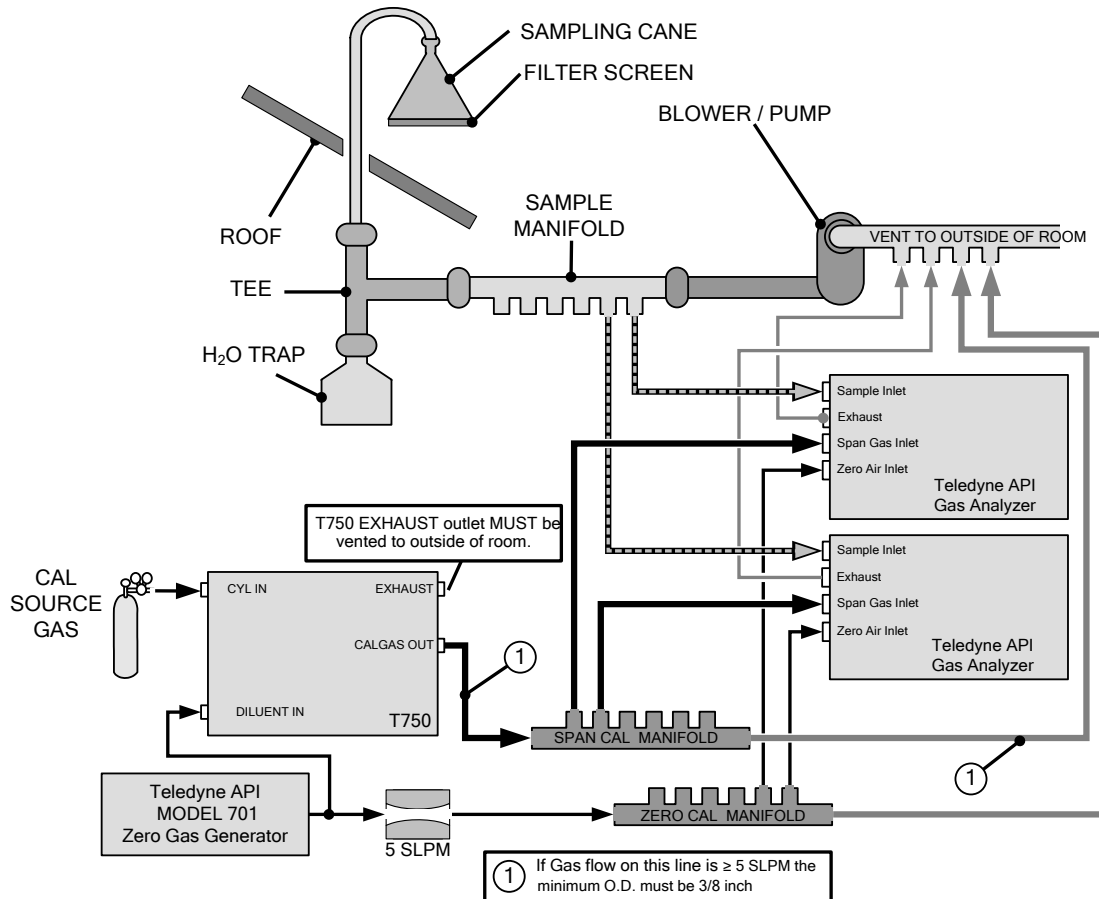 SAMPLING CANE
FILTER SCREEN
BLOWER / PUMP
ROOF
SAMPLE
MANIFOLD
VENT TO OUTSIDE OF ROOM
TEE
H₂O TRAP
Sample Inlet
Exhaust
Span Gas Inlet
Zero Air Inlet
Teledyne API
Gas Analyzer
T750 EXHAUST outlet MUST be
vented to outside of room.
Sample Inlet
Exhaust
Span Gas Inlet
Zero Air Inlet
Teledyne API
Gas Analyzer
CAL
SOURCE
GAS
CYL IN
EXHAUST
CALGAS OUT
DILUENT IN
T750
1
SPAN CAL MANIFOLD
1
Teledyne API
MODEL 701
Zero Gas Generator
5 SLPM
ZERO CAL MANIFOLD
1 If Gas flow on this line is ≥ 5 SLPM the
minimum O.D. must be 3/8 inch